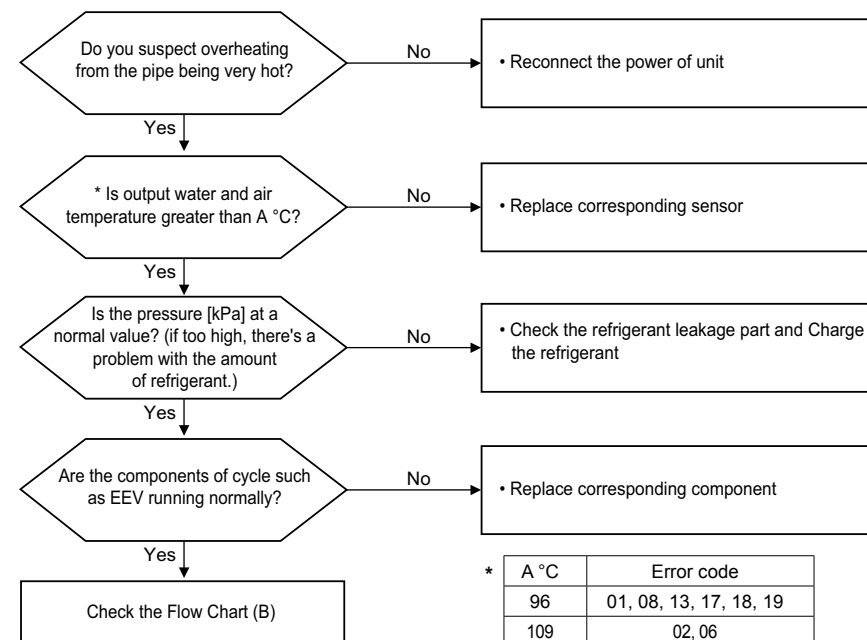 Do you suspect overheating
from the pipe being very hot?
No
• Reconnect the power of unit
Yes
* Is output water and air
temperature greater than A °C?
No
• Replace corresponding sensor
Yes
Is the pressure [kPa] at a
normal value? (if too high, there's a
problem with the amount
of refrigerant.)
No
• Check the refrigerant leakage part and Charge
the refrigerant
Yes
Are the components of cycle such
as EEV running normally?
No
• Replace corresponding component
Yes
Check the Flow Chart (B)
* A °C Error code
96 01, 08, 13, 17, 18, 19
109 02, 06